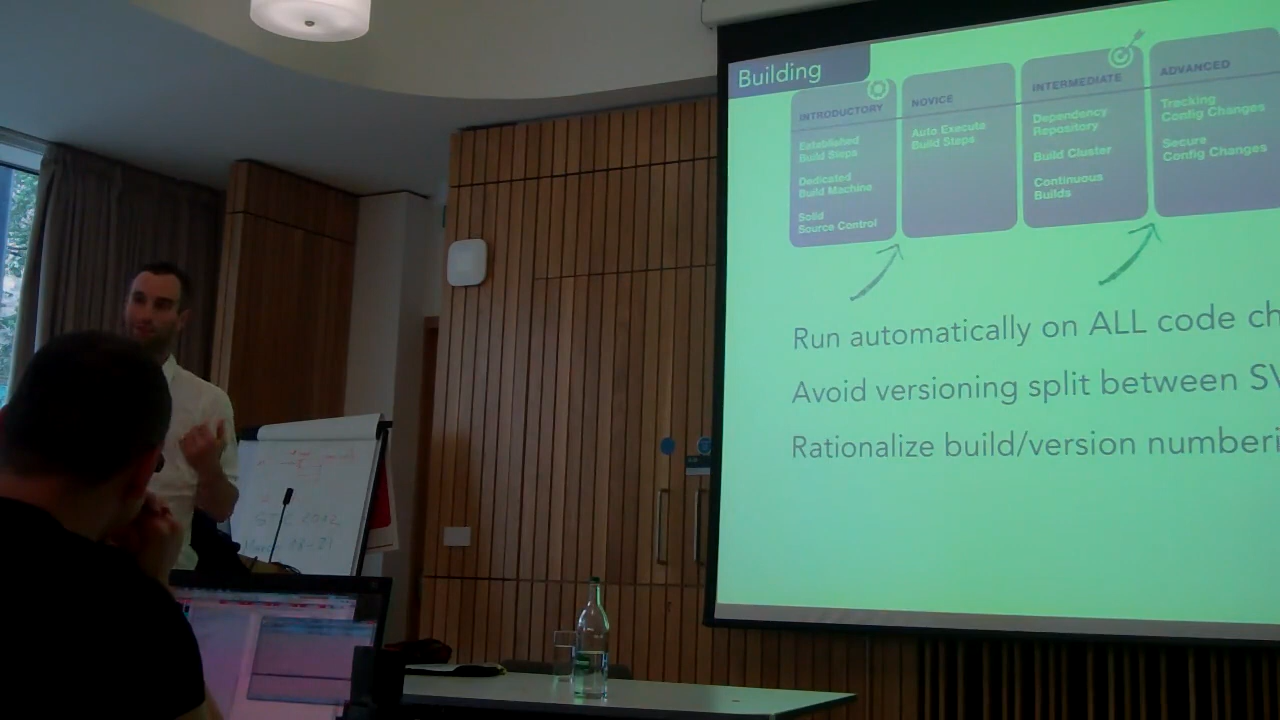 Building
INTRODUCTORY
Established
Build Steps
Dedicated
Build Machine
Solid
Source Control
NOVICE
Auto Execute
Build Steps
INTERMEDIATE
Dependency
Repository
Build Cluster
Continuous
Builds
ADVANCED
Tracking
Config Changes
Secure
Config Changes
Run automatically on ALL code ch
Avoid versioning split between SV
Rationalize build/version numberi